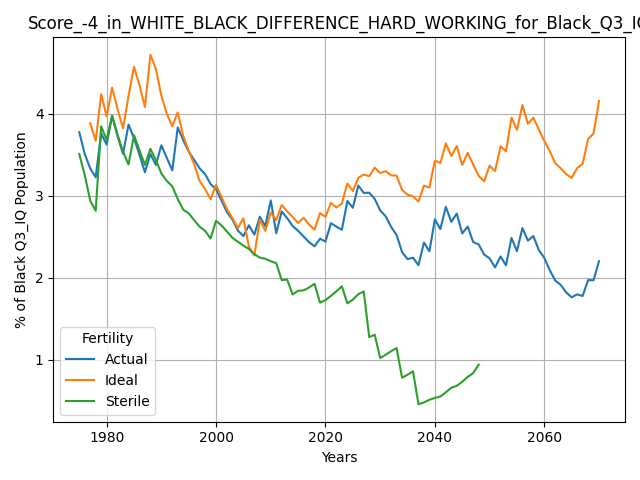 Score_-4_in_WHITE_BLACK_DIFFERENCE_HARD_WORKING_for_Black_Q3_IQ
% of Black Q3_IQ Population
4
3
2
1
Fertility
Actual
Ideal
Sterile
1980 2000 2020 2040 2060
Years